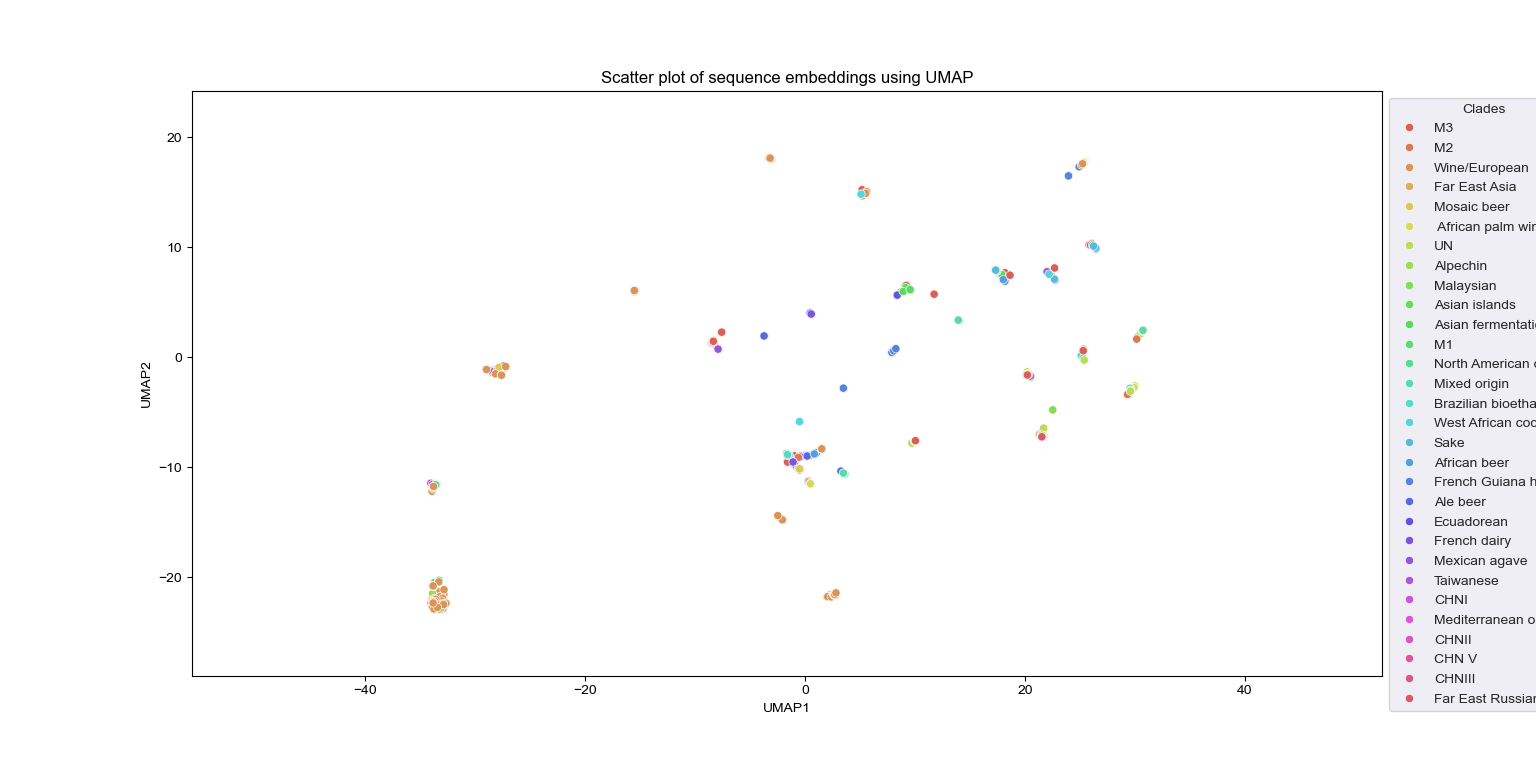 Scatter plot of sequence embeddings using UMAP
20
10
0
−10
−20
UMAP2
−40
−20
0
20
40
UMAP1
Clades
M3
M2
Wine/European
Far East Asia
Mosaic beer
African palm win
UN
Alpechin
Malaysian
Asian islands
Asian fermentati
M1
North American o
Mixed origin
Brazilian bioetha
West African coc
Sake
African beer
French Guiana h
Ale beer
Ecuadorean
French dairy
Mexican agave
Taiwanese
CHNI
Mediterranean o
CHNII
CHN V
CHNIII
Far East Russian